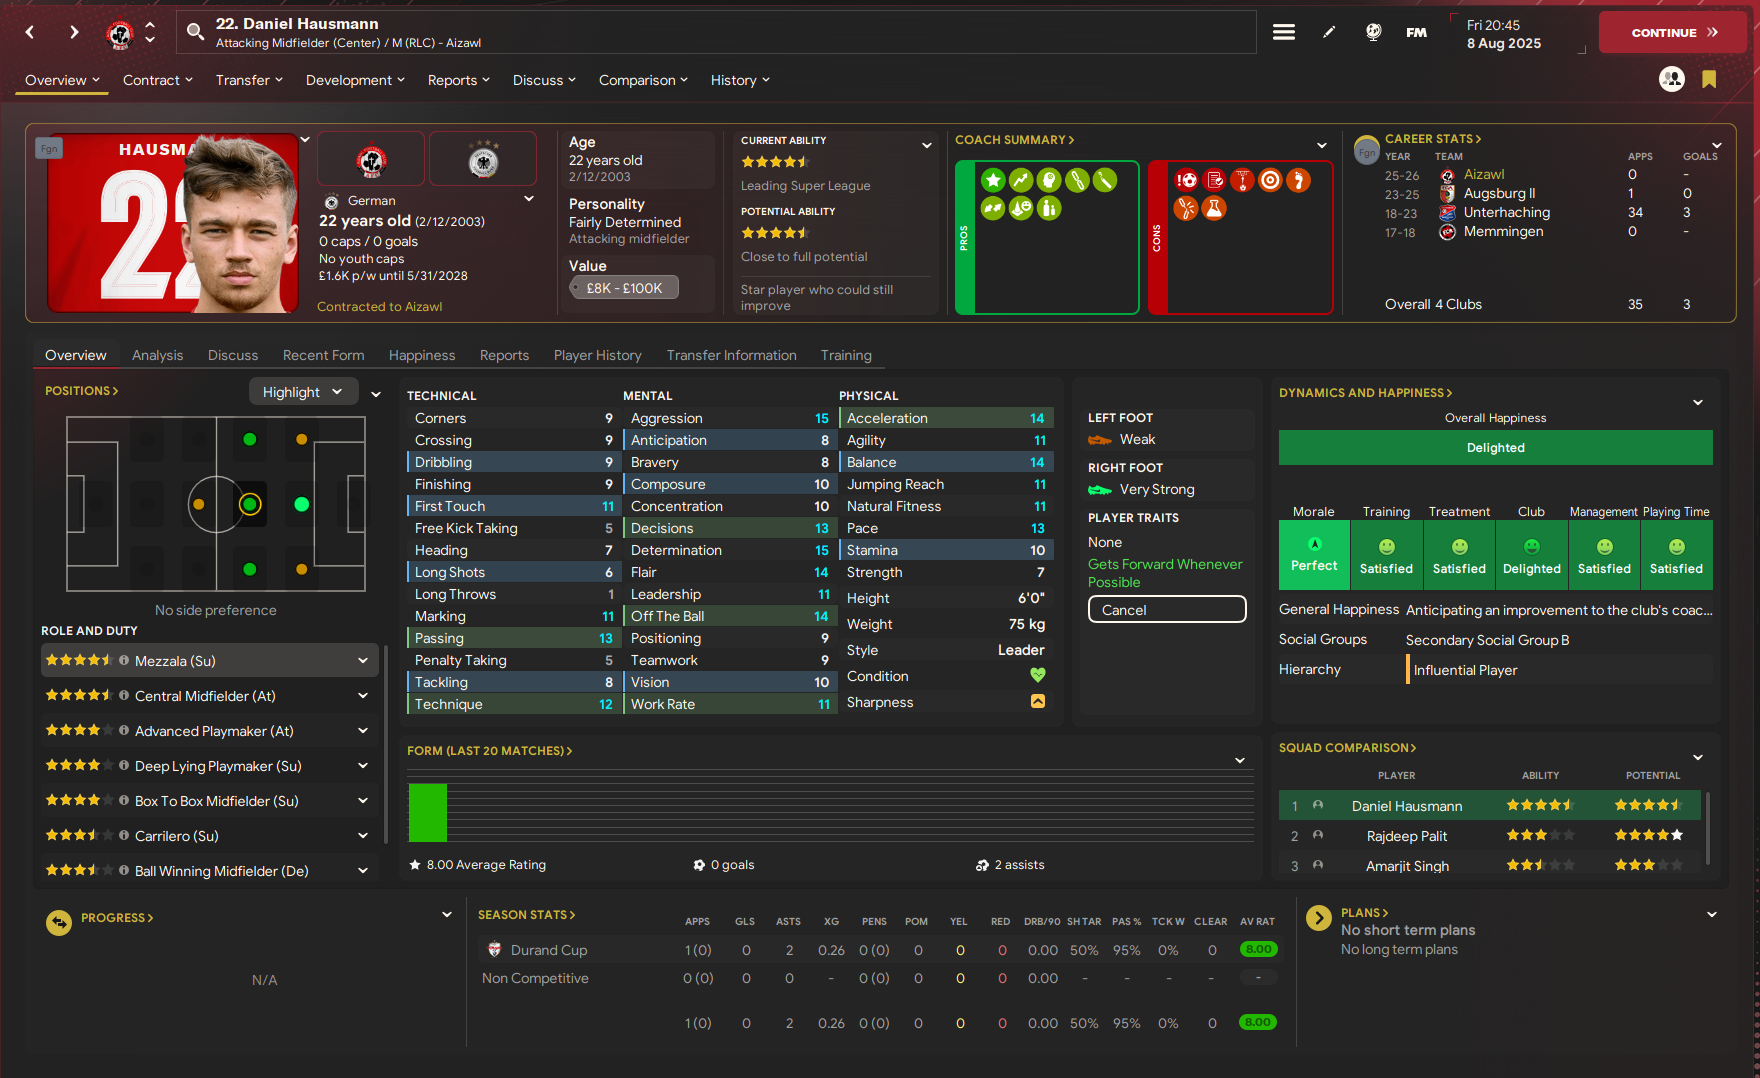 22. Daniel Hausmann
Attacking Midfielder (Center) / M (RLC) - Aizawl
FM
Fri 20:45
8 Aug 2025
CONTINUE
Overview
Contract
Transfer
Development
Reports
Discuss
Comparison
History
Fgn
HAUSMA
22
German
22 years old (2/12/2003)
0 caps / 0 goals
No youth caps
£1.6K p/w until 5/31/2028
Contracted to Aizawl
Age
22 years old
2/12/2003
Personality
Fairly Determined
Attacking midfielder
Value
£8K - £100K
CURRENT ABILITY
Leading Super League
POTENTIAL ABILITY
Close to full potential
Star player who could still
improve
COACH SUMMARY
PROS
CONS
Fgn
CAREER STATS
YEAR TEAM APPS GOALS
25-26 Aizawl 0 -
23-25 Augsburg II 1 0
18-23 Unterhaching 34 3
17-18 Memmingen 0 -
Overall 4 Clubs 35 3
Overview
Analysis
Discuss
Recent Form
Happiness
Reports
Player History
Transfer Information
Training
POSITIONS
Highlight
No side preference
ROLE AND DUTY
Mezzala (Su)
Central Midfielder (At)
Advanced Playmaker (At)
Deep Lying Playmaker (Su)
Box To Box Midfielder (Su)
Carrilero (Su)
Ball Winning Midfielder (De)
TECHNICAL
Corners 9
Crossing 9
Dribbling 9
Finishing 9
First Touch 11
Free Kick Taking 5
Heading 7
Long Shots 6
Long Throws 1
Marking 11
Passing 13
Penalty Taking 5
Tackling 8
Technique 12
MENTAL
Aggression 15
Anticipation 8
Bravery 8
Composure 10
Concentration 10
Decisions 13
Determination 15
Flair 14
Leadership 11
Off The Ball 14
Positioning 9
Teamwork 9
Vision 10
Work Rate 11
PHYSICAL
Acceleration 14
Agility 11
Balance 14
Jumping Reach 11
Natural Fitness 11
Pace 13
Stamina 10
Strength 7
Height 6'0"
Weight 75 kg
Style Leader
Condition
Sharpness
LEFT FOOT
Weak
RIGHT FOOT
Very Strong
PLAYER TRAITS
None
Gets Forward Whenever
Possible
Cancel
DYNAMICS AND HAPPINESS
Overall Happiness
Delighted
Morale Training Treatment Club Management Playing Time
Perfect Satisfied Satisfied Delighted Satisfied Satisfied
General Happiness Anticipating an improvement to the club's coac...
Social Groups Secondary Social Group B
Hierarchy Influential Player
FORM (LAST 20 MATCHES)
8.00 Average Rating
0 goals
2 assists
SQUAD COMPARISON
PLAYER ABILITY POTENTIAL
1 Daniel Hausmann
2 Rajdeep Palit
3 Amarjit Singh
PROGRESS
N/A
SEASON STATS
APPS GLS ASTS XG PENS POM YEL RED DRB/90 SH TAR PAS % TCK W CLEAR AV RAT
Durand Cup 1 (0) 0 2 0.26 0 (0) 0 0 0 0.00 50% 95% 0% 0 8.00
Non Competitive 0 (0) 0 0 - 0 (0) 0 0 0 0.00 - - - - -
1 (0) 0 2 0.26 0 (0) 0 0 0 0.00 50% 95% 0% 0 8.00
PLANS
No short term plans
No long term plans